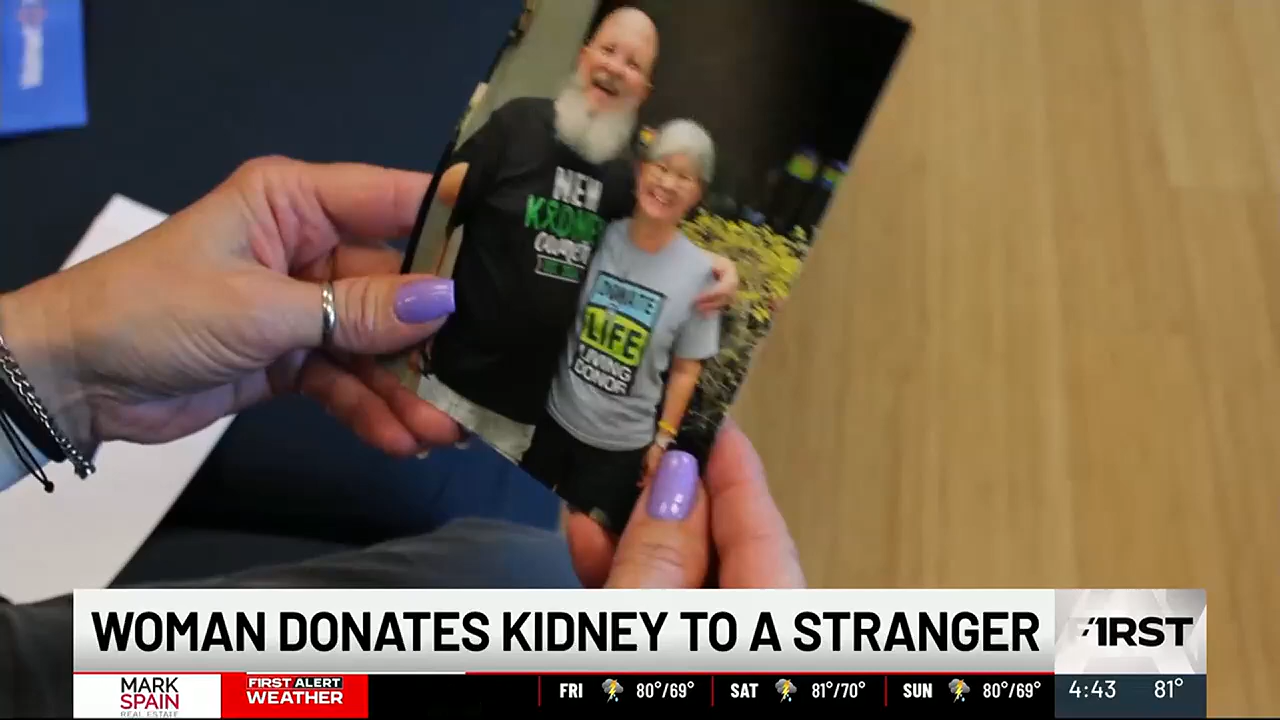 NEW
KIDNEY
DONATE
LIFE
LIVING
DONOR
WOMAN DONATES KIDNEY TO A STRANGER
FIRST
MARK
SPAIN
REAL ESTATE
FIRST ALERT
WEATHER
FRI 80°/69° SAT 81°/70° SUN 80°/69° 4:43 81°